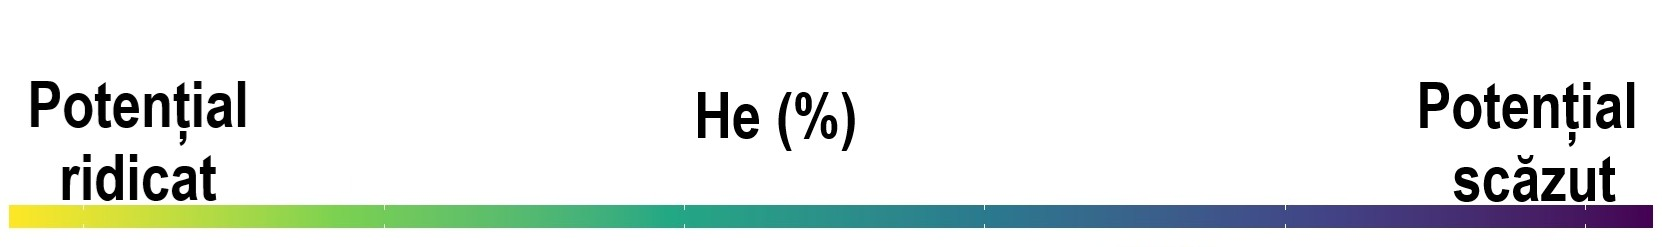 Potențial
ridicat
He (%)
Potențial
scăzut